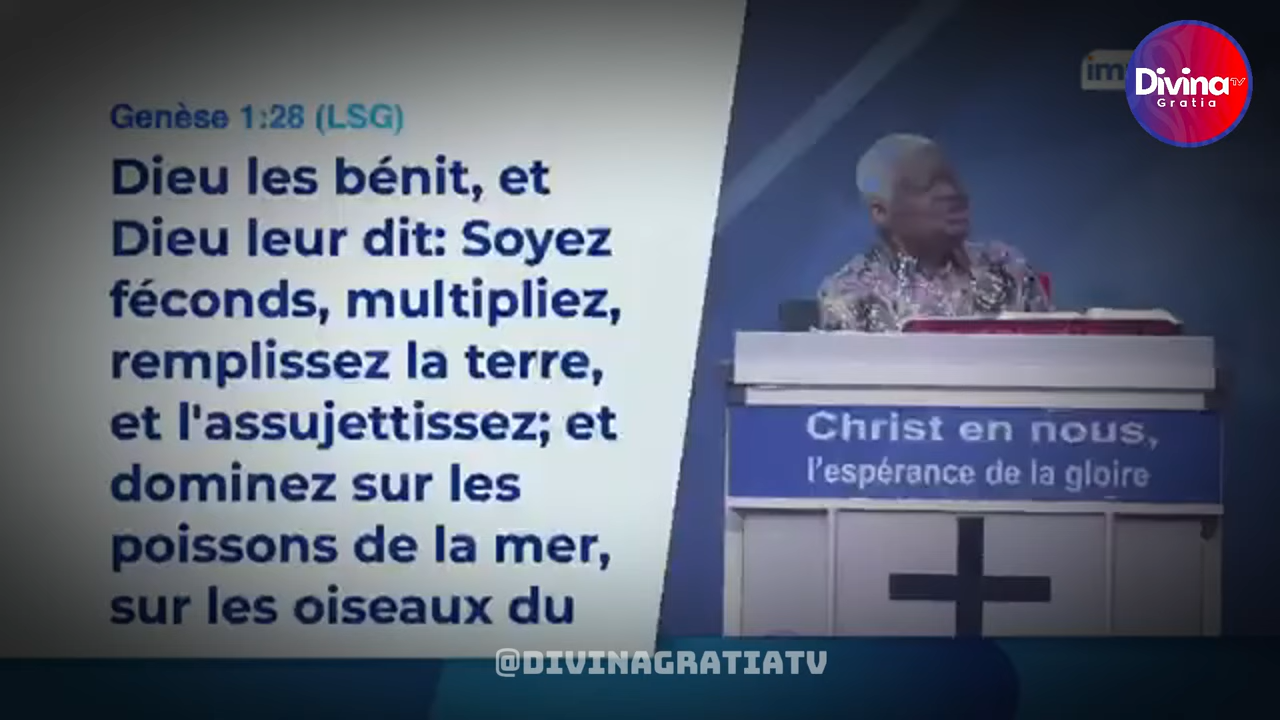 Genèse 1:28 (LSG)
Dieu les bénit, et
Dieu leur dit: Soyez
féconds, multipliez,
remplissez la terre,
et l'assujettissez; et
dominez sur les
poissons de la mer,
sur les oiseaux du
Divina TV
Gratia
Christ en nous,
l'espérance de la gloire
@DIVINAGRATIATV